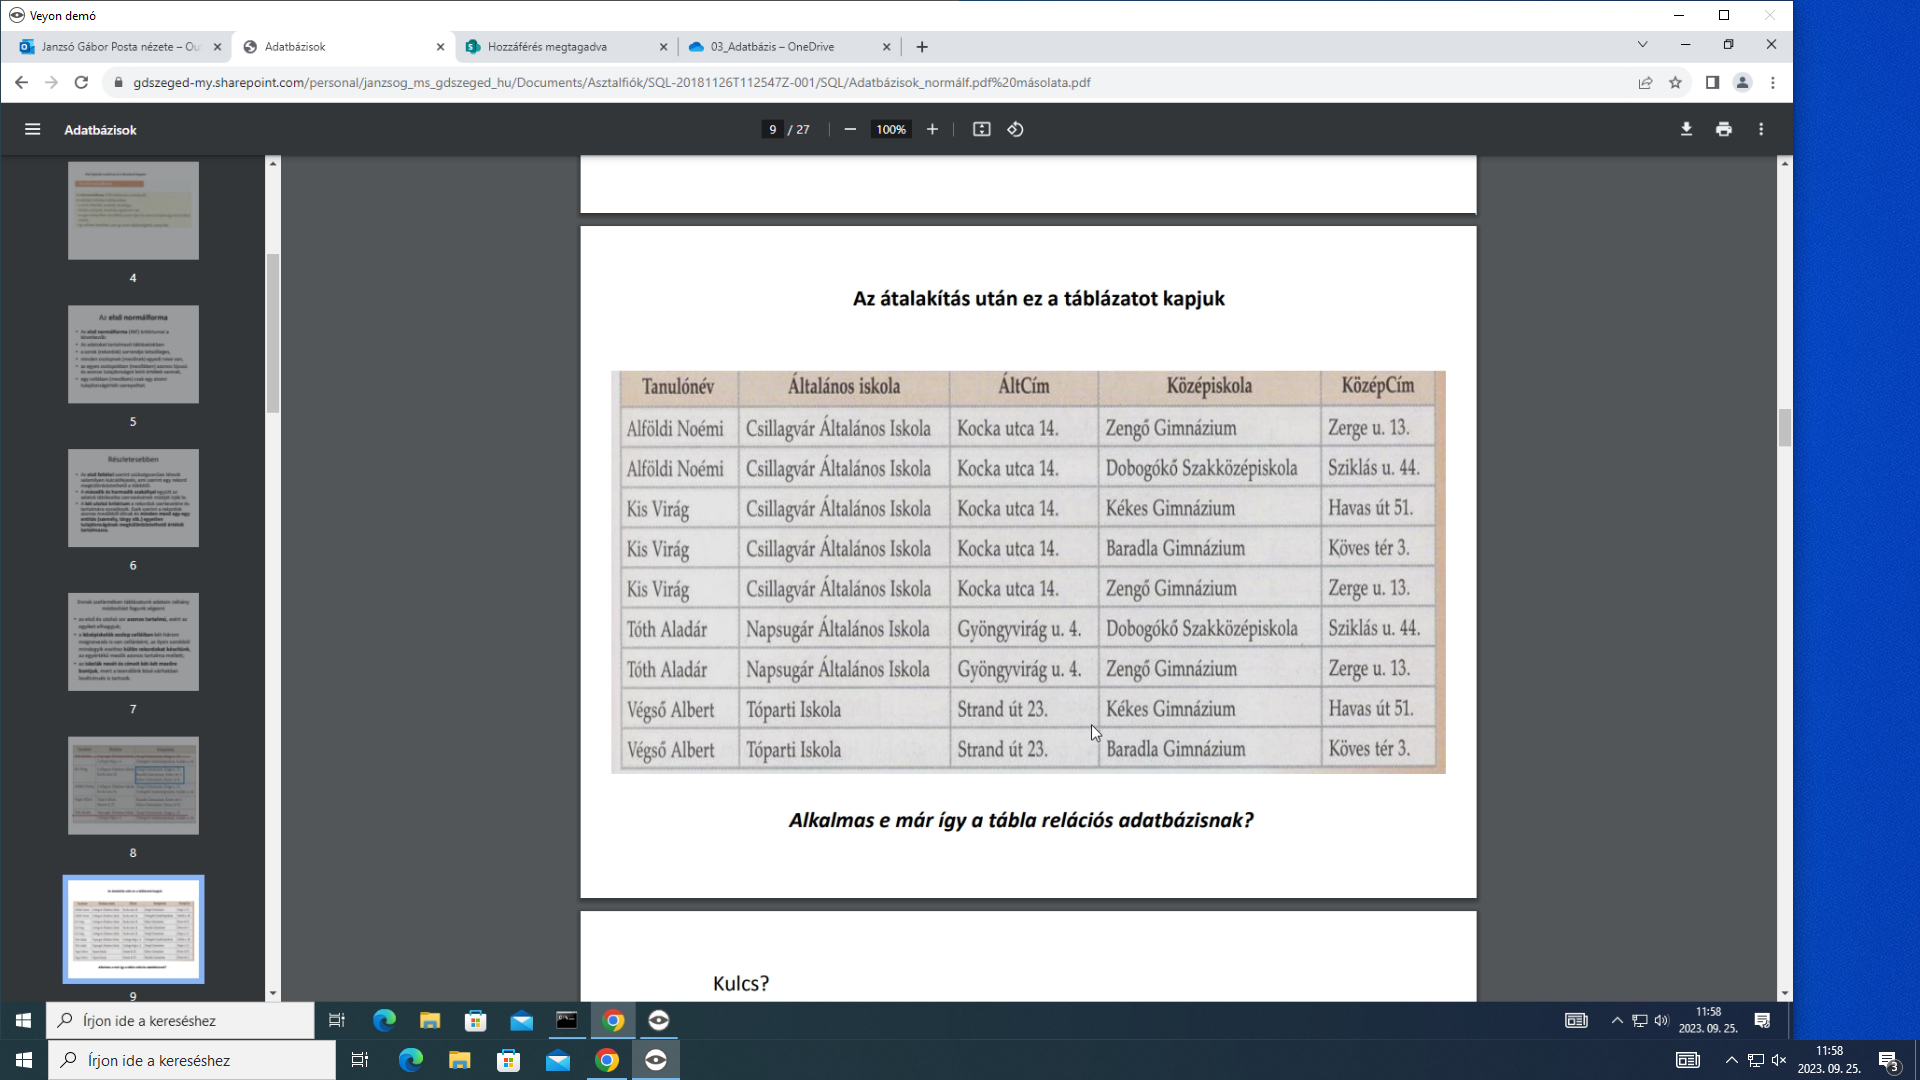 Veyon demó
Janzsó Gábor Posta nézete – Ou
Adatbázisok
Hozzáférés megtagadva
03_Adatbázis – OneDrive
gdszeged-my.sharepoint.com/personal/janzsog_ms_gdszeged_hu/Documents/Asztalfiók/SQL-20181126T112547Z-001/SQL/Adatbázisok_normálf.pdf%20másolata.pdf
Adatbázisok
9 / 27
100%
4
Az első normálforma
5
Részletesebben
6
7
8
9
Az átalakítás után ez a táblázatot kapjuk
Tanulónév Általános iskola ÁltCím Középiskola KözépCím
Alföldi Noémi Csillagvár Általános Iskola Kocka utca 14. Zengő Gimnázium Zerge u. 13.
Alföldi Noémi Csillagvár Általános Iskola Kocka utca 14. Dobogókő Szakközépiskola Sziklás u. 44.
Kis Virág Csillagvár Általános Iskola Kocka utca 14. Kékes Gimnázium Havas út 51.
Kis Virág Csillagvár Általános Iskola Kocka utca 14. Baradla Gimnázium Köves tér 3.
Kis Virág Csillagvár Általános Iskola Kocka utca 14. Zengő Gimnázium Zerge u. 13.
Tóth Aladár Napsugár Általános Iskola Gyöngyvirág u. 4. Dobogókő Szakközépiskola Sziklás u. 44.
Tóth Aladár Napsugár Általános Iskola Gyöngyvirág u. 4. Zengő Gimnázium Zerge u. 13.
Végső Albert Tóparti Iskola Strand út 23. Kékes Gimnázium Havas út 51.
Végső Albert Tóparti Iskola Strand út 23. Baradla Gimnázium Köves tér 3.
Alkalmas e már így a tábla relációs adatbázisnak?
Kulcs?
Írjon ide a kereséshez
11:58
2023. 09. 25.
Írjon ide a kereséshez
11:58
2023. 09. 25.
3